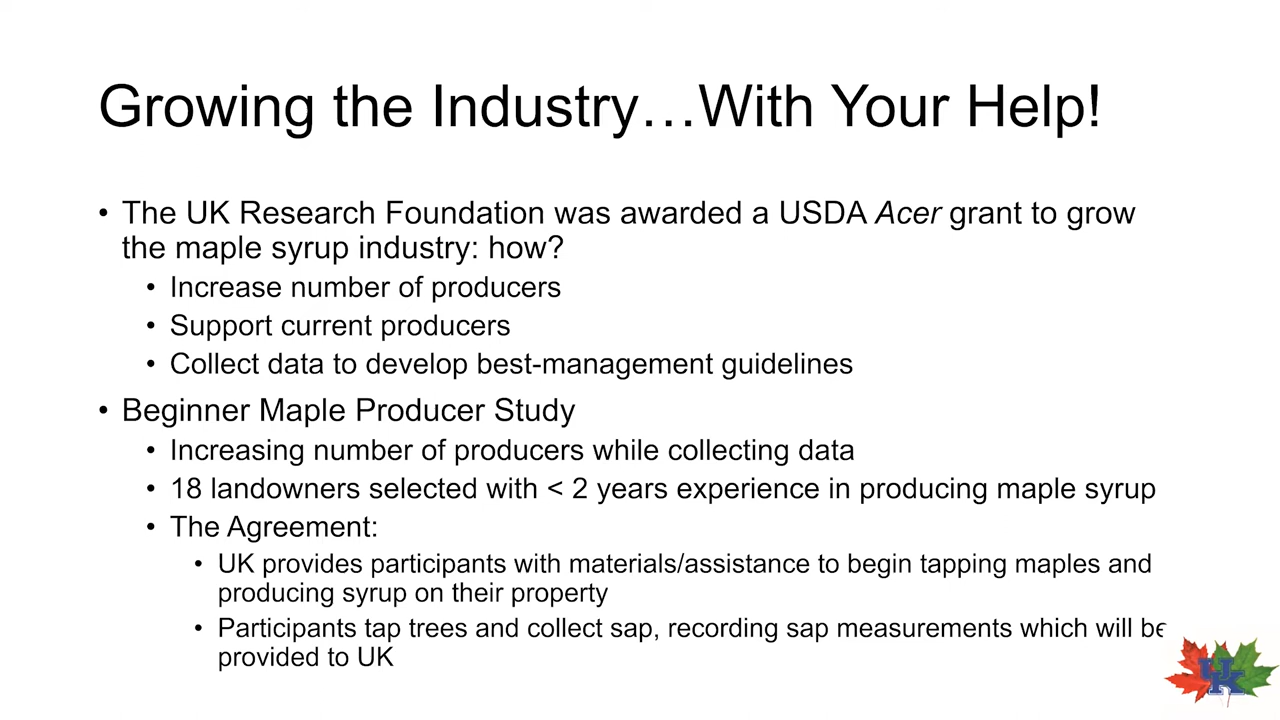 Growing the Industry…With Your Help!
• The UK Research Foundation was awarded a USDA Acer grant to grow
the maple syrup industry: how?
• Increase number of producers
• Support current producers
• Collect data to develop best-management guidelines
• Beginner Maple Producer Study
• Increasing number of producers while collecting data
• 18 landowners selected with < 2 years experience in producing maple syrup
• The Agreement:
• UK provides participants with materials/assistance to begin tapping maples and
producing syrup on their property
• Participants tap trees and collect sap, recording sap measurements which will be
provided to UK
UK